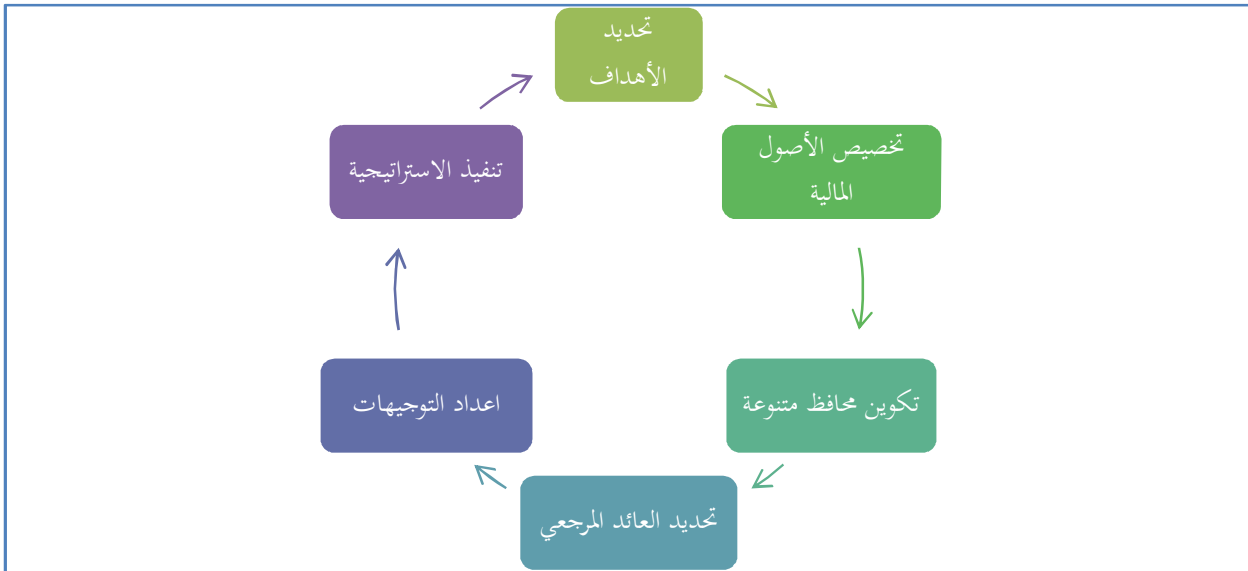 تحديد
الأهداف
تخصيص الأصول
المالية
تكوين محافظ متنوعة
تحديد العائد المرجعي
اعداد التوجيهات
تنفيذ الاستراتيجية